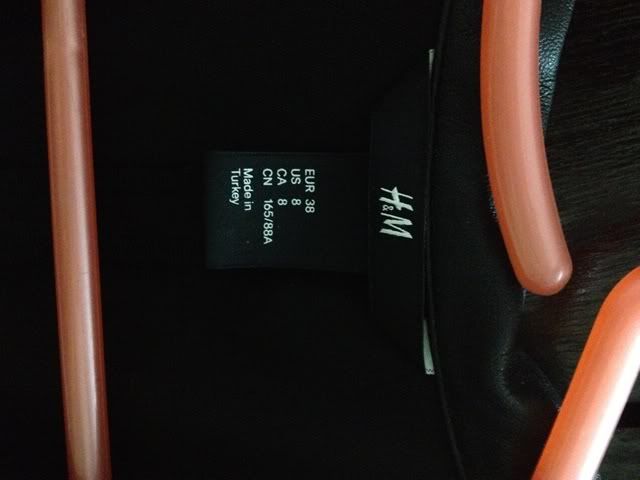 H&M
EUR 38
US 8
CA 8
CN 165/88A
Made in
Turkey